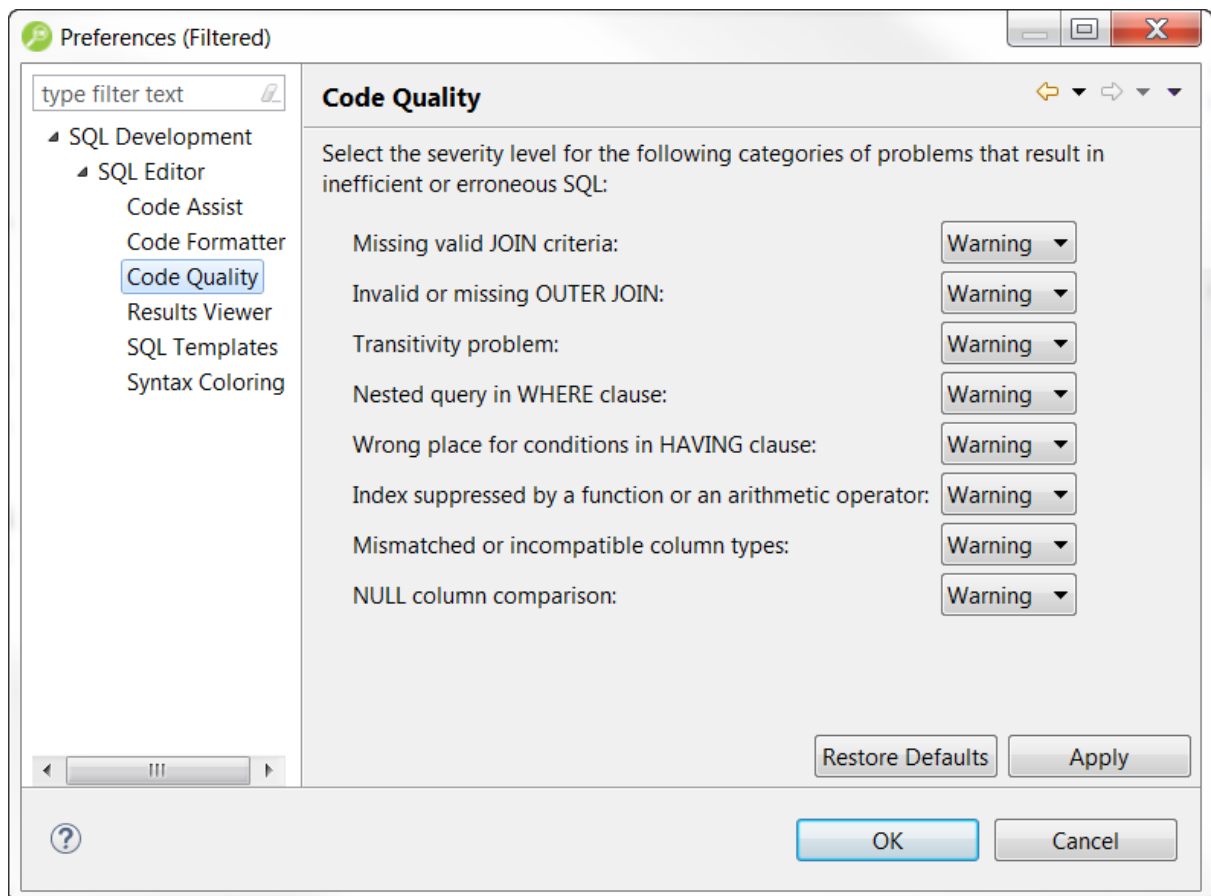 Preferences (Filtered)
type filter text
SQL Development
SQL Editor
Code Assist
Code Formatter
Code Quality
Results Viewer
SQL Templates
Syntax Coloring
Code Quality
Select the severity level for the following categories of problems that result in
inefficient or erroneous SQL:
Missing valid JOIN criteria: Warning
Invalid or missing OUTER JOIN: Warning
Transitivity problem: Warning
Nested query in WHERE clause: Warning
Wrong place for conditions in HAVING clause: Warning
Index suppressed by a function or an arithmetic operator: Warning
Mismatched or incompatible column types: Warning
NULL column comparison: Warning
Restore Defaults Apply
OK Cancel